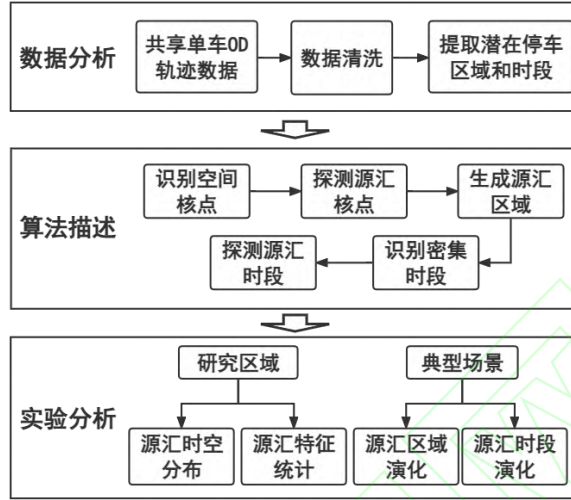 数据分析
共享单车OD
轨迹数据
数据清洗
提取潜在停车
区域和时段
算法描述
识别空间
核点
探测源汇
核点
生成源汇
区域
探测源汇
时段
识别密集
时段
实验分析
研究区域
典型场景
源汇时空
分布
源汇特征
统计
源汇区域
演化
源汇时段
演化